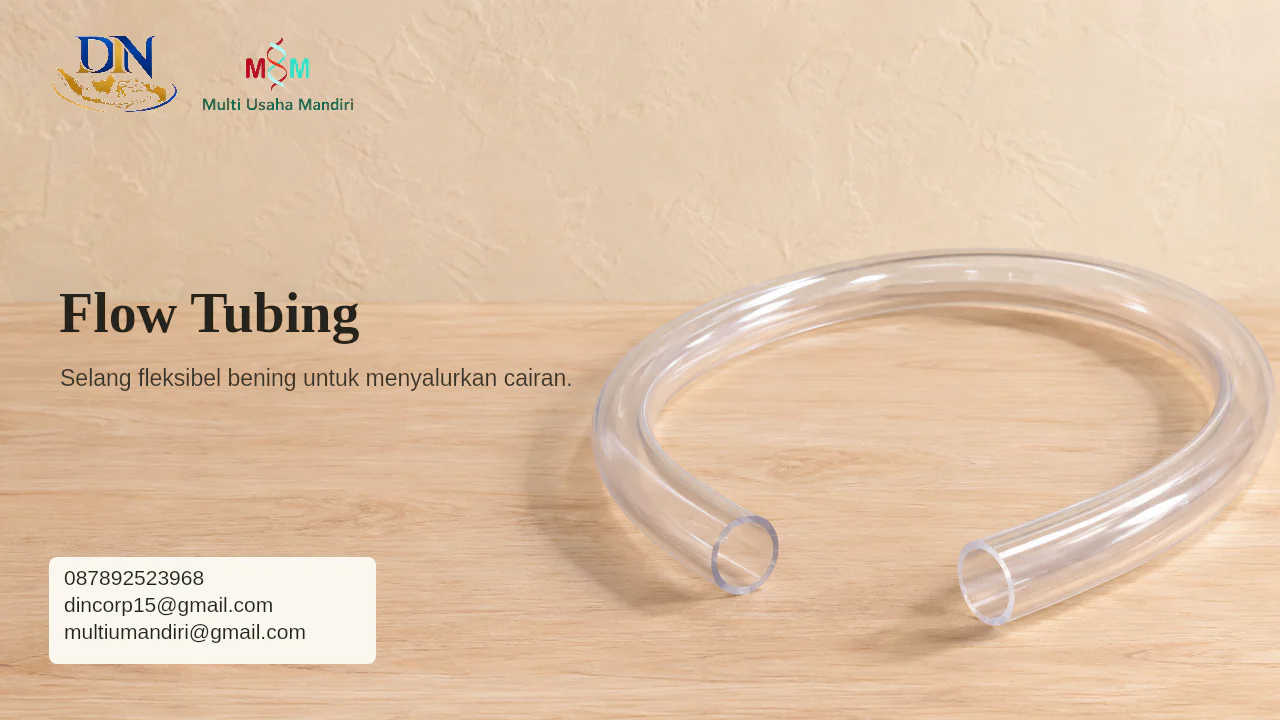 DN
MSM
Multi Usaha Mandiri
Flow Tubing
Selang fleksibel bening untuk menyalurkan cairan.
087892523968
dincorp15@gmail.com
multiumandiri@gmail.com